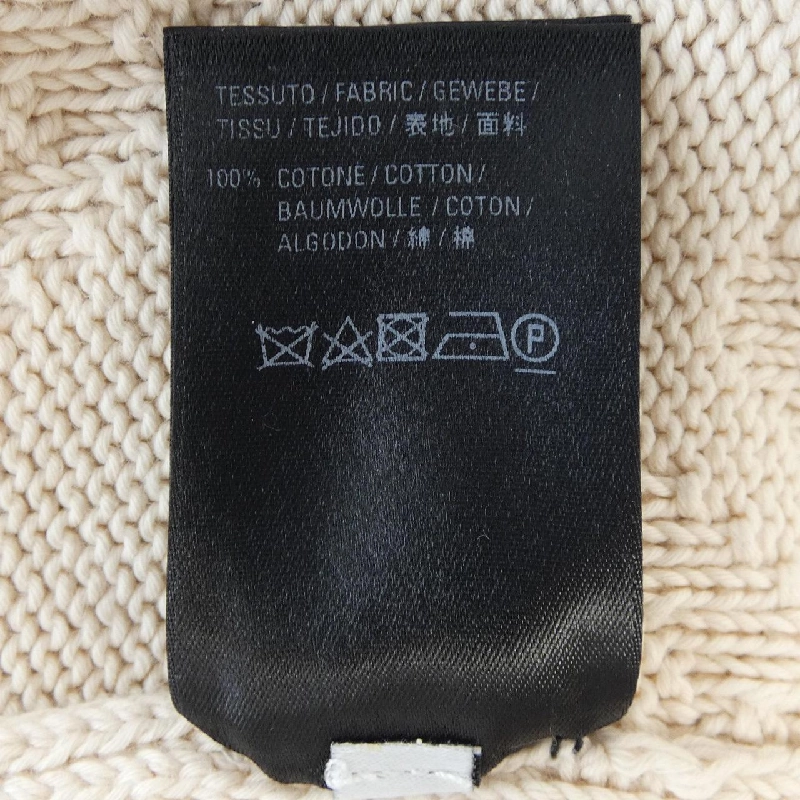 TESSUTO / FABRIC / GEWEBE /
TISSU / TEJIDO / 表地 / 面料
100% COTONE / COTTON /
BAUMWOLLE / COTON /
ALGODON / 綿 / 棉
P